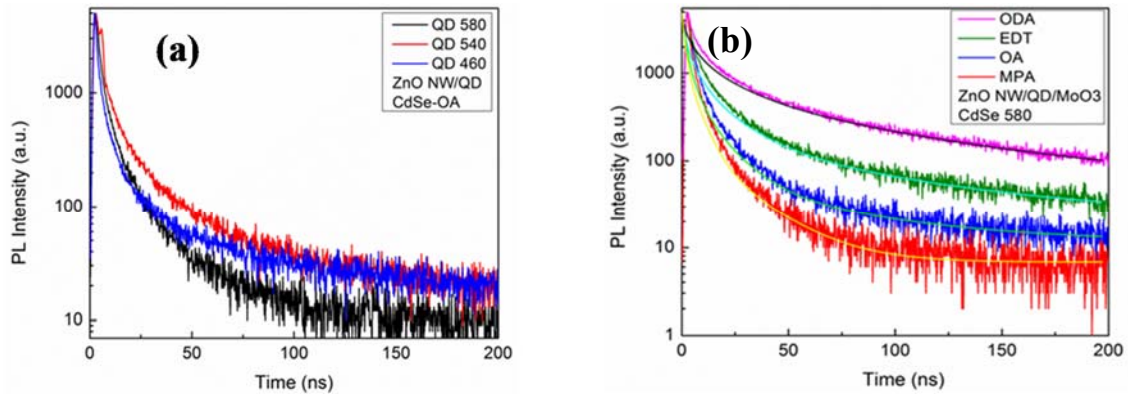 (a)
QD 580
QD 540
QD 460
ZnO NW/QD
CdSe-OA
PL Intensity (a.u.)
1000
100
10
0
50
100
150
200
Time (ns)
(b)
ODA
EDT
OA
MPA
ZnO NW/QD/MoO3
CdSe 580
PL Intensity (a.u.)
1000
100
10
1
0
50
100
150
200
Time (ns)